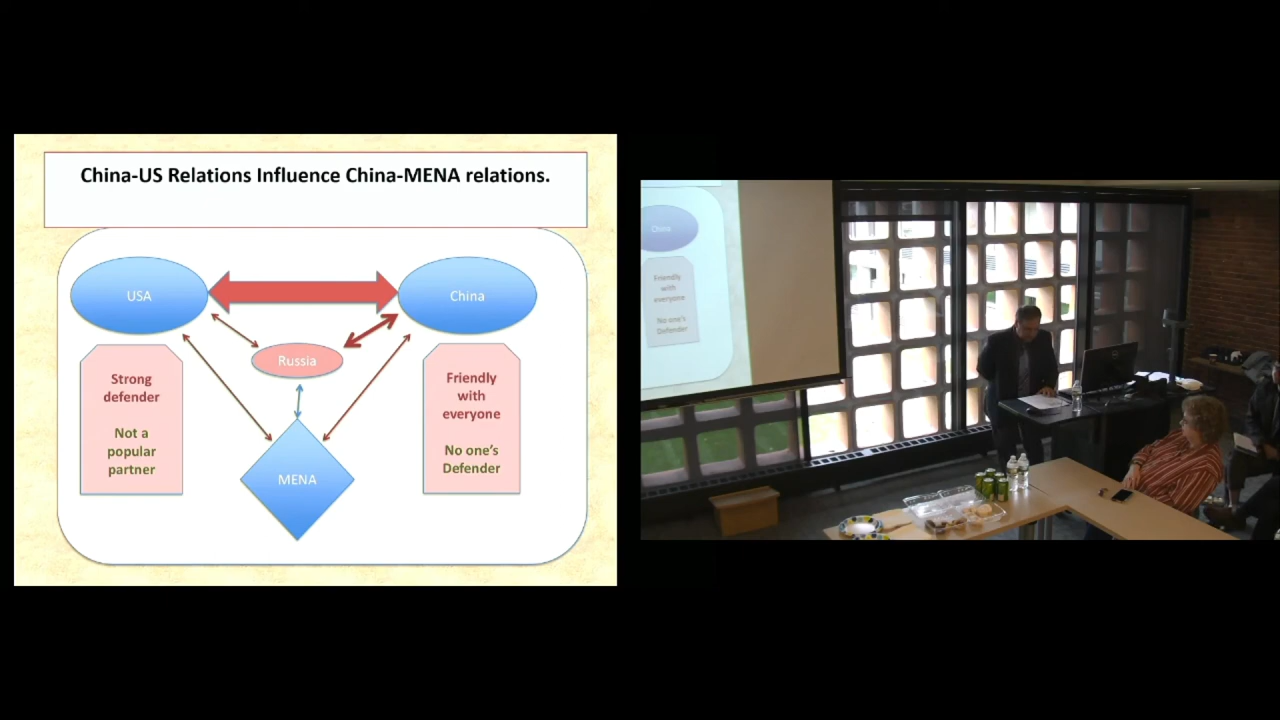 China-US Relations Influence China-MENA relations.
USA
China
Russia
Strong
defender
Not a
popular
partner
Friendly
with
everyone
No one's
Defender
MENA
China
Friendly
with
everyone
No one's
Defender